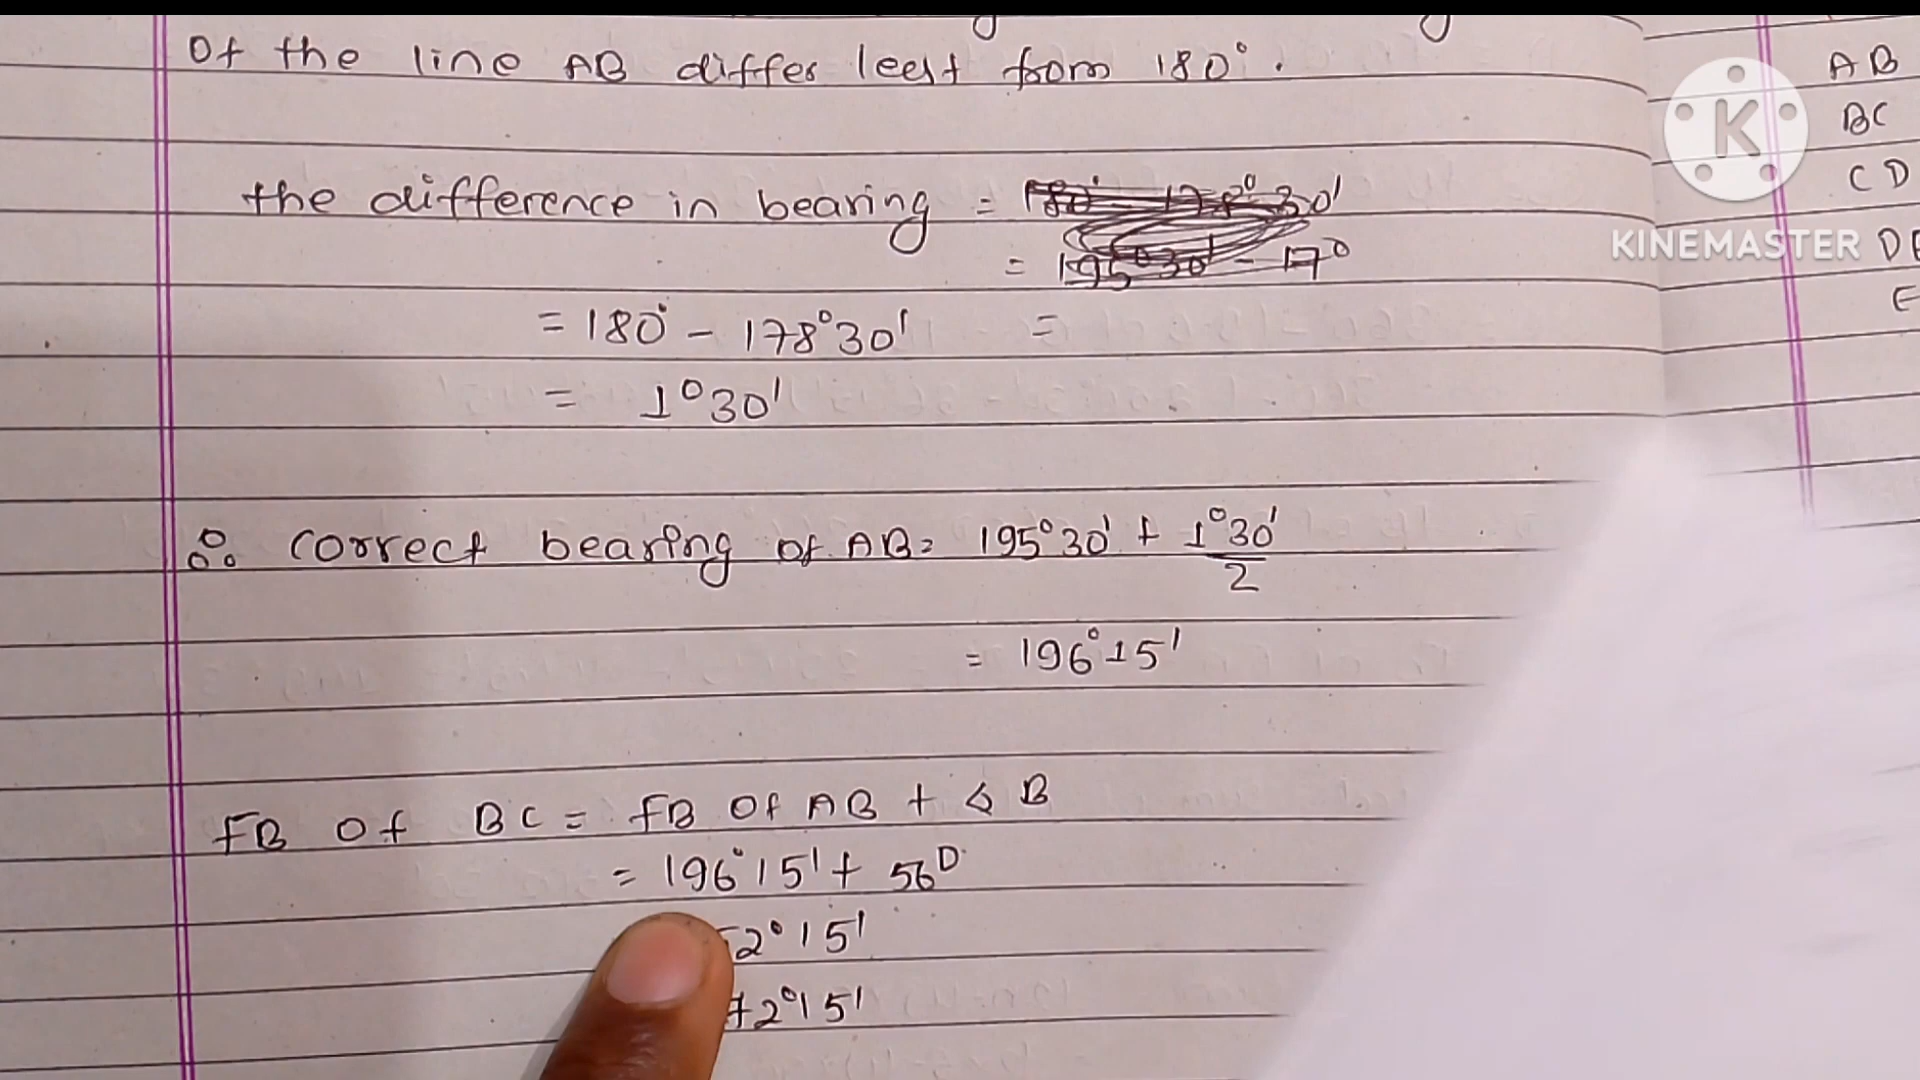 Of the line AB differ leest from 180°.
the difference in bearing =
=
= 180° - 178°30' =
= 1°30'
∴ correct bearing of AB = 195°30' + 1°30'/2
= 196°15'
FB Of BC = FB Of AB + ∠B
= 196°15' + 56°
2°15'
72°15'
AB
BC
CD
K
KINEMASTER